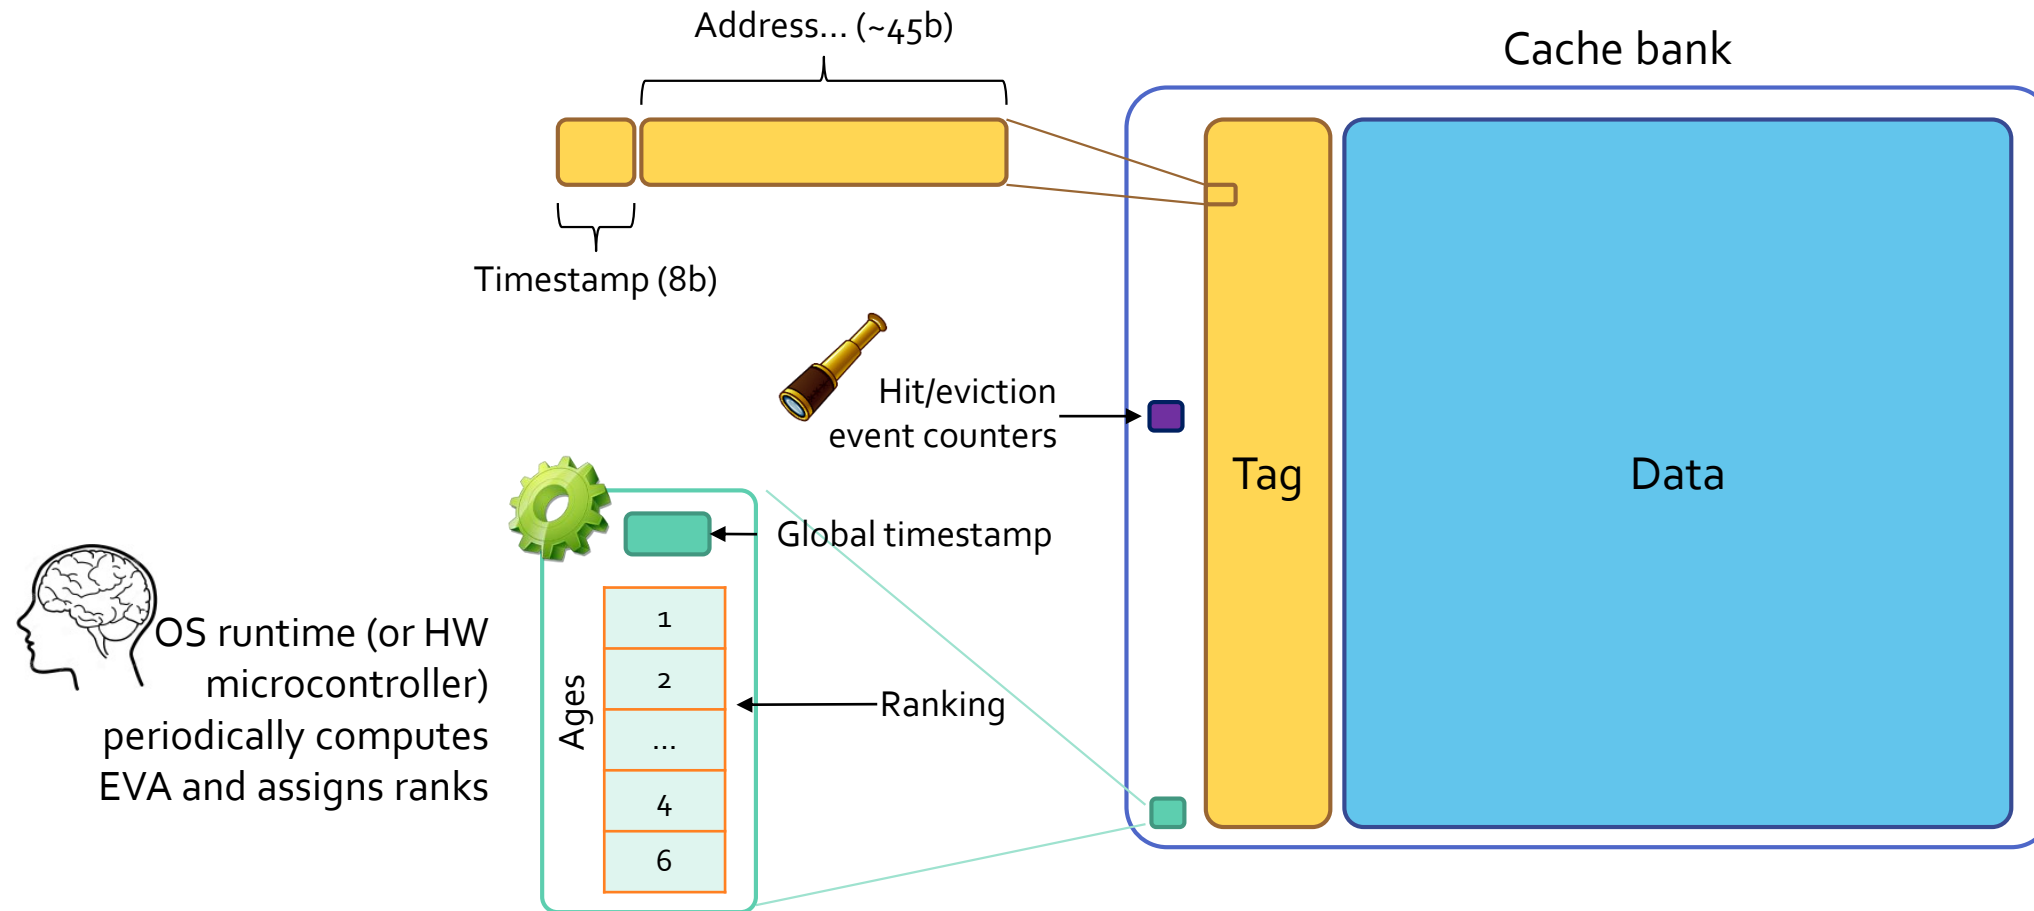 Address... (~45b)
Cache bank
Timestamp (8b)
Hit/eviction
event counters
Tag
Data
Global timestamp
OS runtime (or HW
microcontroller)
periodically computes
EVA and assigns ranks
Ages
1
2
...
4
6
Ranking